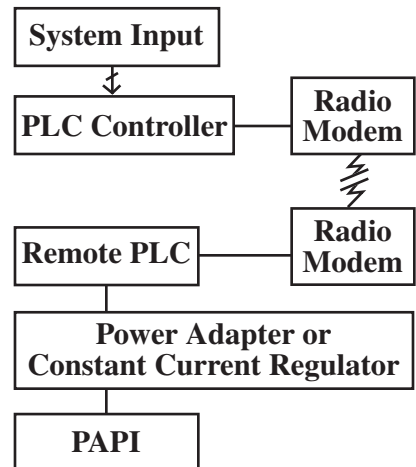 System Input
PLC Controller
Radio
Modem
Radio
Modem
Remote PLC
Power Adapter or
Constant Current Regulator
PAPI